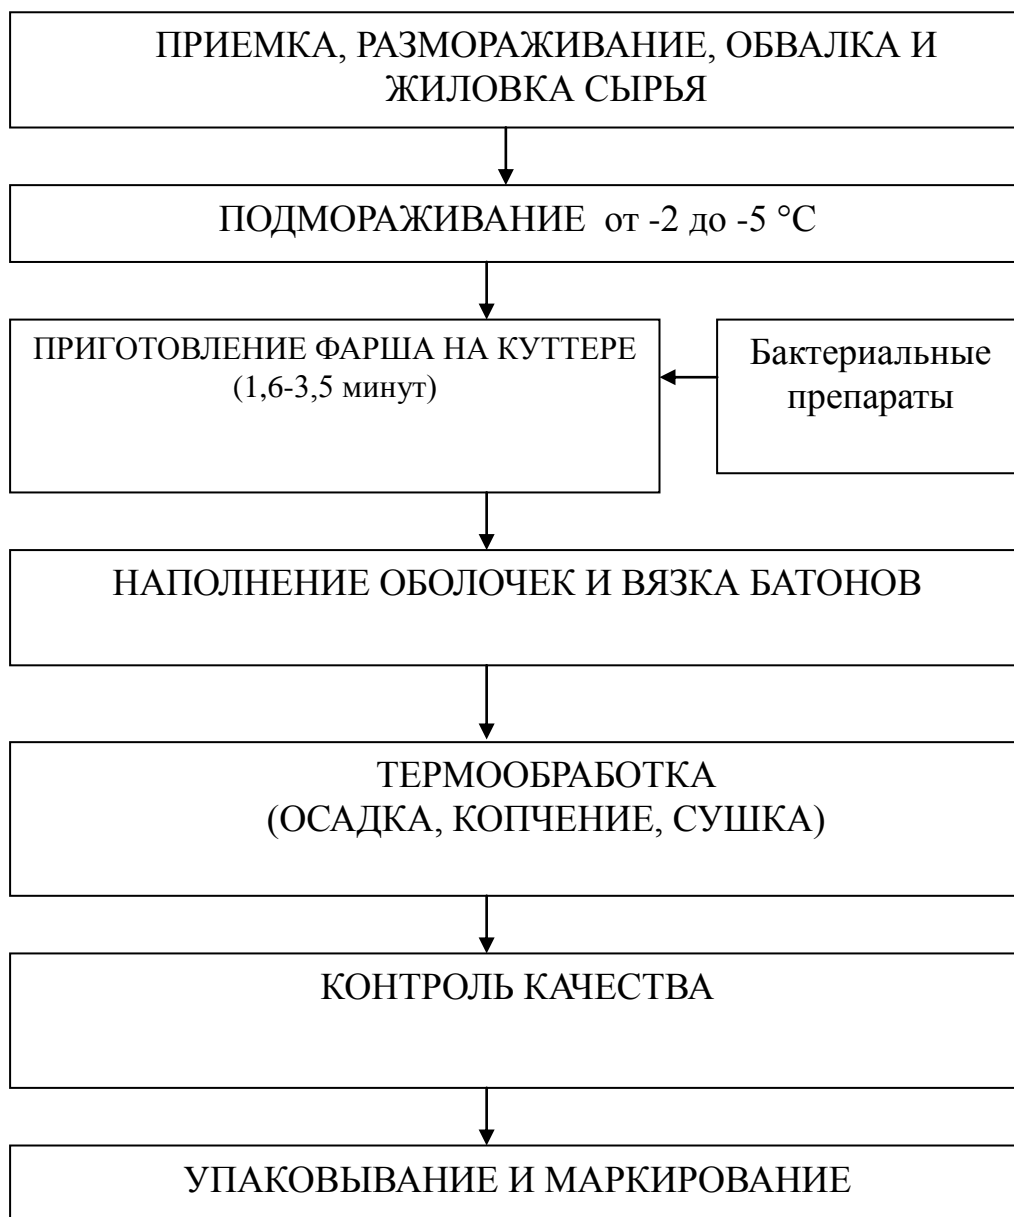 ПРИЕМКА, РАЗМОРАЖИВАНИЕ, ОБВАЛКА И
ЖИЛОВКА СЫРЬЯ
ПОДМОРАЖИВАНИЕ от -2 до -5 °С
ПРИГОТОВЛЕНИЕ ФАРША НА КУТТЕРЕ
(1,6-3,5 минут)
Бактериальные
препараты
НАПОЛНЕНИЕ ОБОЛОЧЕК И ВЯЗКА БАТОНОВ
ТЕРМООБРАБОТКА
(ОСАДКА, КОПЧЕНИЕ, СУШКА)
КОНТРОЛЬ КАЧЕСТВА
УПАКОВЫВАНИЕ И МАРКИРОВАНИЕ